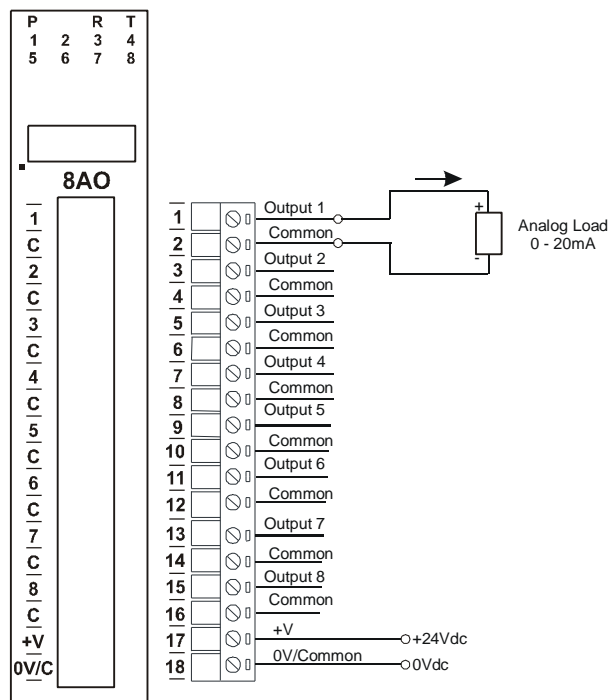 P R T
1 2 3 4
5 6 7 8
8AO
1
C
2
C
3
C
4
C
5
C
6
C
7
C
8
C
+V
0V/C
1 Output 1
2 Common
3 Output 2
4 Common
5 Output 3
6 Common
7 Output 4
8 Common
9 Output 5
10 Common
11 Output 6
12 Common
13 Output 7
14 Common
15 Output 8
16 Common
17 +V +24Vdc
18 0V/Common 0Vdc
+
-
Analog Load
0 - 20mA